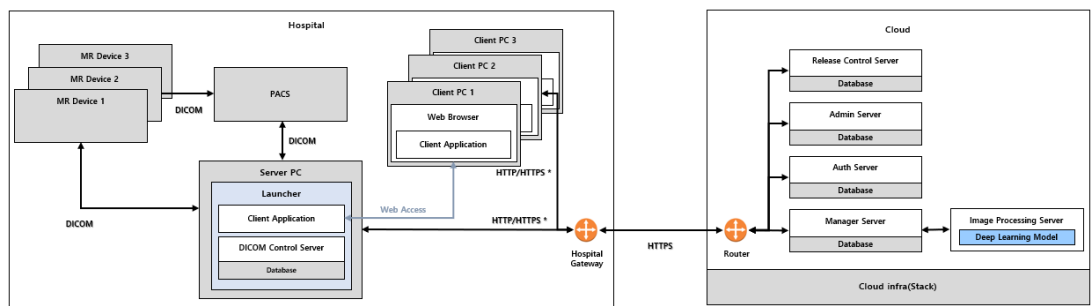 Hospital
MR Device 3
MR Device 2
MR Device 1
DICOM
PACS
DICOM
DICOM
Client PC 3
Client PC 2
Client PC 1
Web Browser
Client Application
HTTP/HTTPS *
Server PC
Launcher
Client Application
DICOM Control Server
Database
Web Access
HTTP/HTTPS *
Hospital
Gateway
HTTPS
Cloud
Release Control Server
Database
Admin Server
Database
Auth Server
Database
Manager Server
Database
Image Processing Server
Deep Learning Model
Router
Cloud infra(Stack)